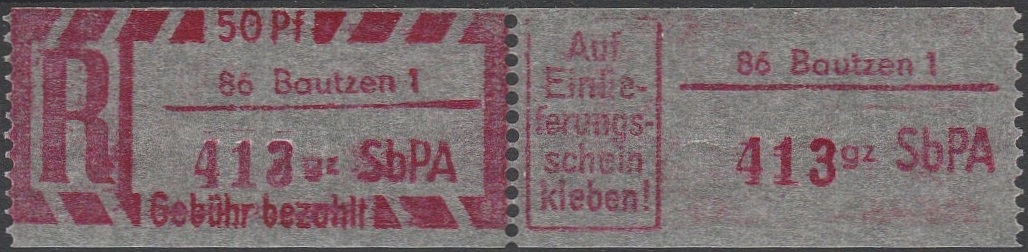 50 Pf
R
86 Bautzen 1
413 gz SbPA
Gebühr bezahlt
Auf
Einlie-
ferungs-
schein
kleben!
86 Bautzen 1
413 gz SbPA